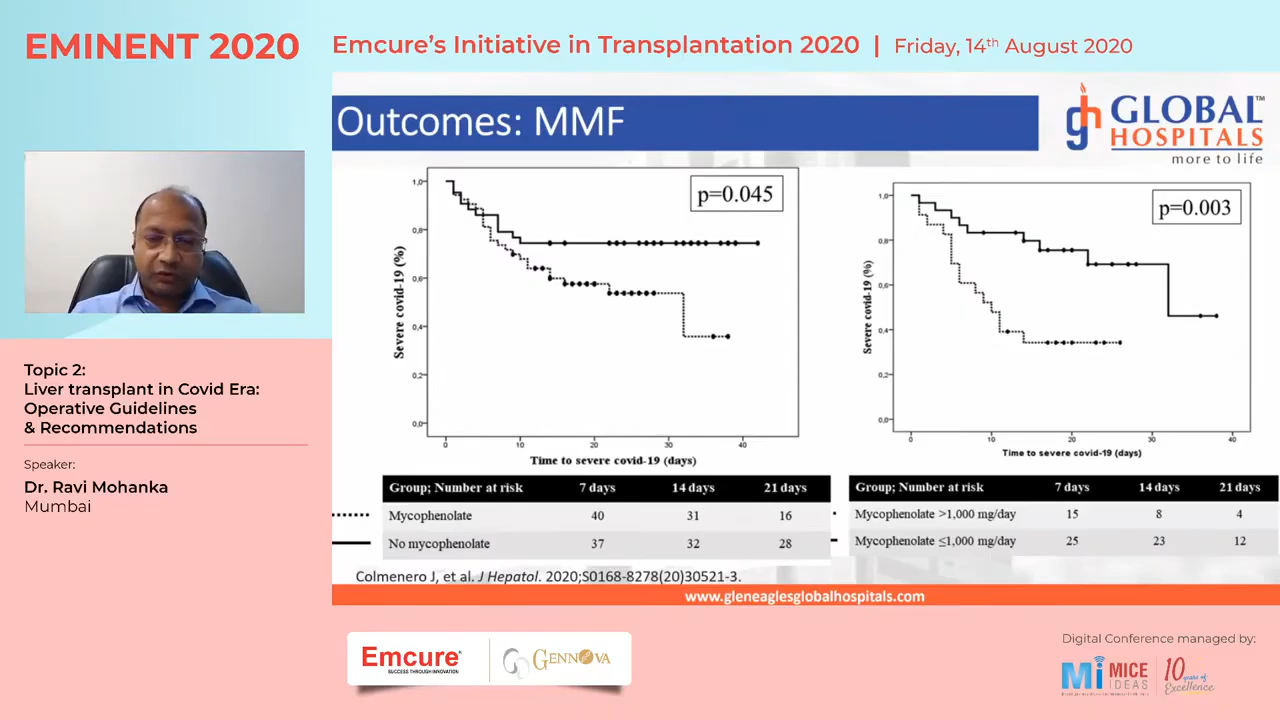 EMINENT 2020
Emcure's Initiative in Transplantation 2020 | Friday, 14th August 2020
Outcomes: MMF
gh GLOBAL™
HOSPITALS
more to life
1,0
0,8
0,6
0,4
0,2
0,0
Severe covid-19 (%)
p=0.045
0
10
20
30
40
Time to severe covid-19 (days)
Group; Number at risk 7 days 14 days 21 days
Mycophenolate 40 31 16
No mycophenolate 37 32 28
1,0
0,8
0,6
0,4
0,2
0,0
Severe covid-19 (%)
p=0.003
0
10
20
30
40
Time to severe covid-19 (days)
Group; Number at risk 7 days 14 days 21 days
Mycophenolate >1,000 mg/day 15 8 4
Mycophenolate ≤1,000 mg/day 25 23 12
Colmenero J, et al. J Hepatol. 2020;S0168-8278(20)30521-3.
www.gleneaglesglobalhospitals.com
Topic 2:
Liver transplant in Covid Era:
Operative Guidelines
& Recommendations
Speaker:
Dr. Ravi Mohanka
Mumbai
Emcure®
SUCCESS THROUGH INNOVATION
GENNOVA
Digital Conference managed by:
Mi MICE
IDEAS
10 years of
Excellence